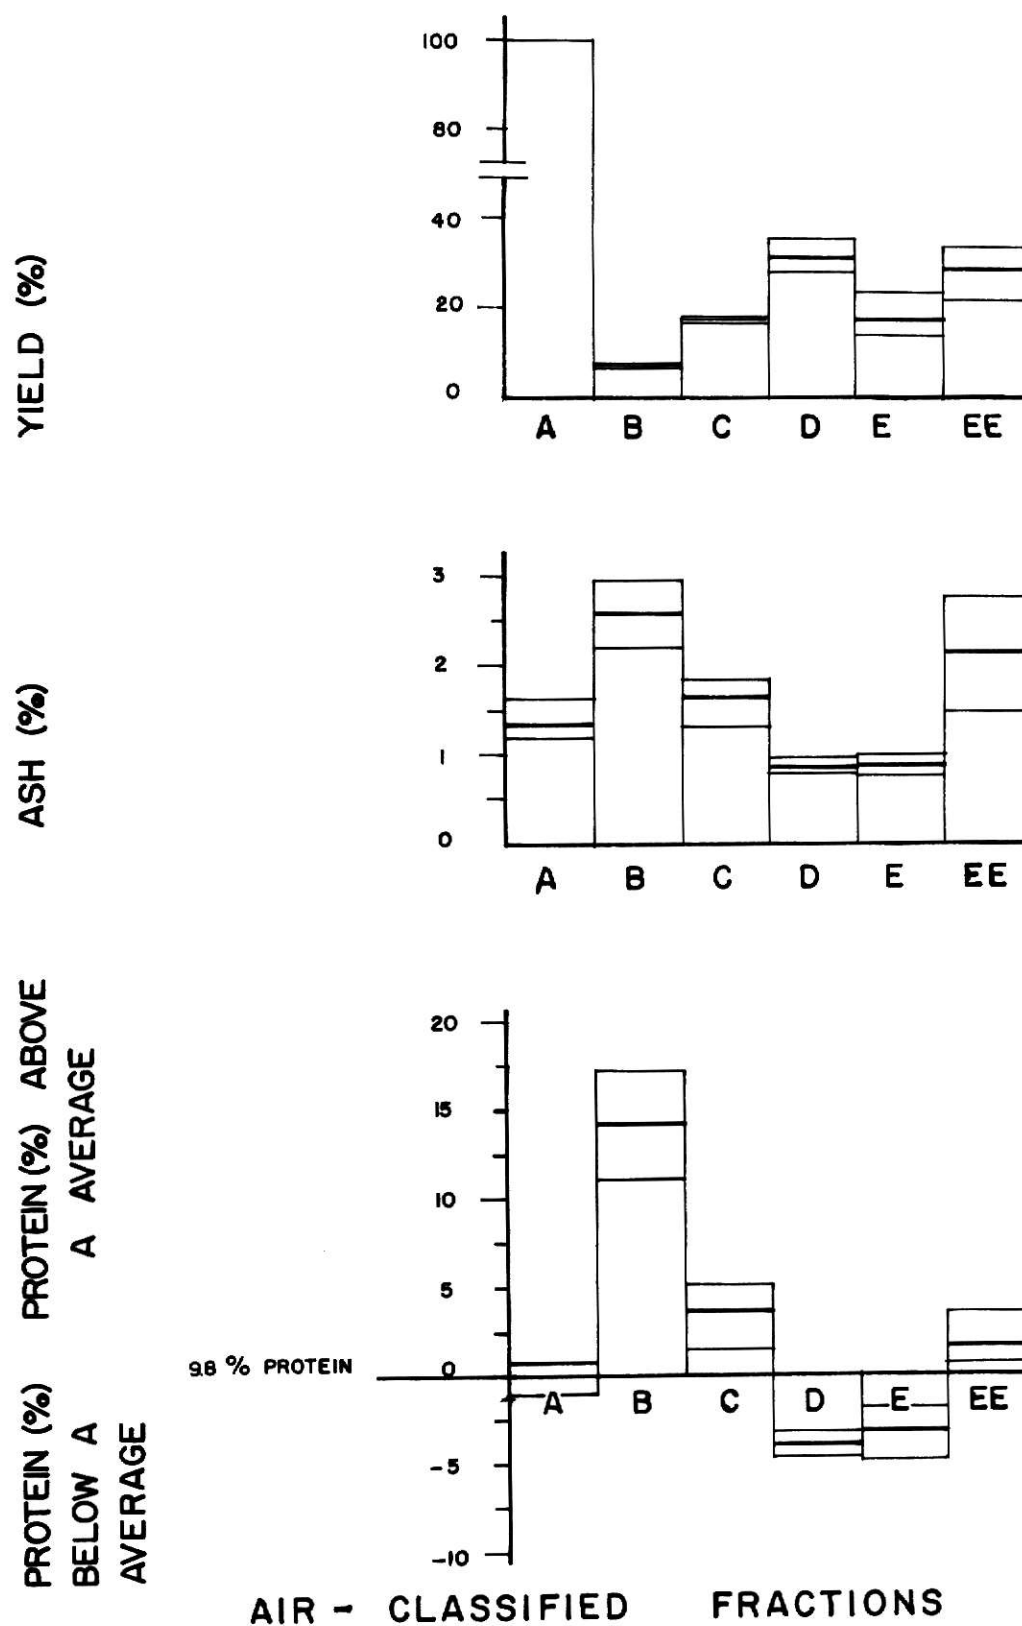 YIELD (%)
100
80
40
20
0
A B C D E EE
ASH (%)
3
2
1
0
A B C D E EE
PROTEIN (%) ABOVE
A AVERAGE
PROTEIN (%)
BELOW A
AVERAGE
20
15
10
5
9.8 % PROTEIN
0
A B C D E EE
-5
-10
AIR - CLASSIFIED FRACTIONS